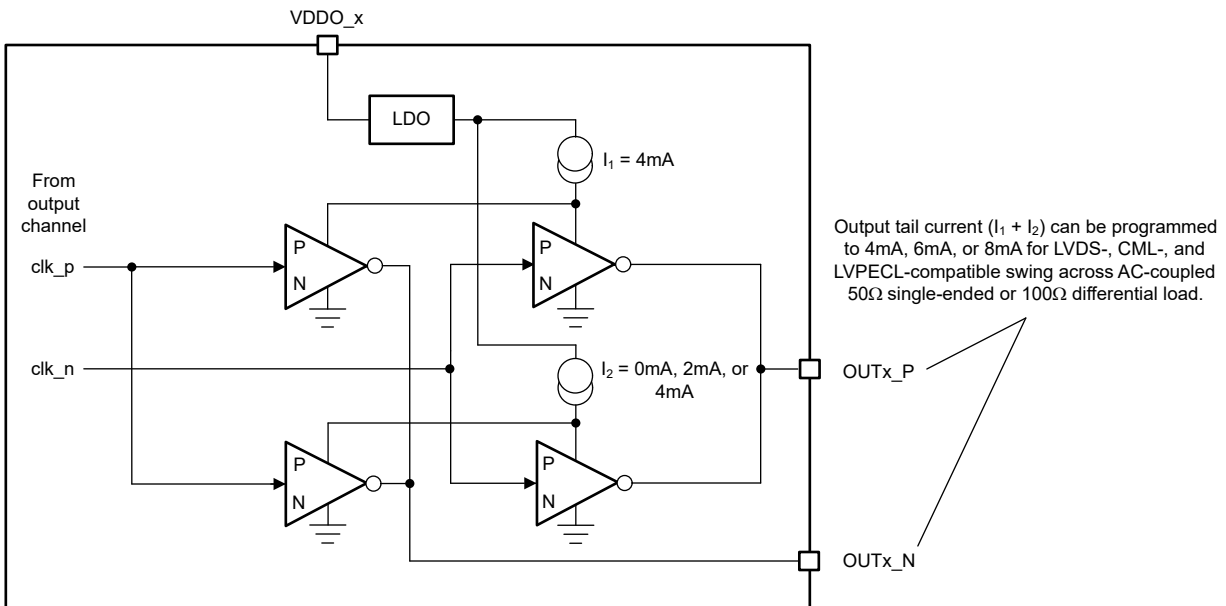 VDDO_x
LDO
I₁ = 4mA
From
output
channel
P
N
P
N
clk_p
Output tail current (I₁ + I₂) can be programmed
to 4mA, 6mA, or 8mA for LVDS-, CML-, and
LVPECL-compatible swing across AC-coupled
50Ω single-ended or 100Ω differential load.
clk_n
I₂ = 0mA, 2mA, or
4mA
OUTx_P
P
N
P
N
OUTx_N